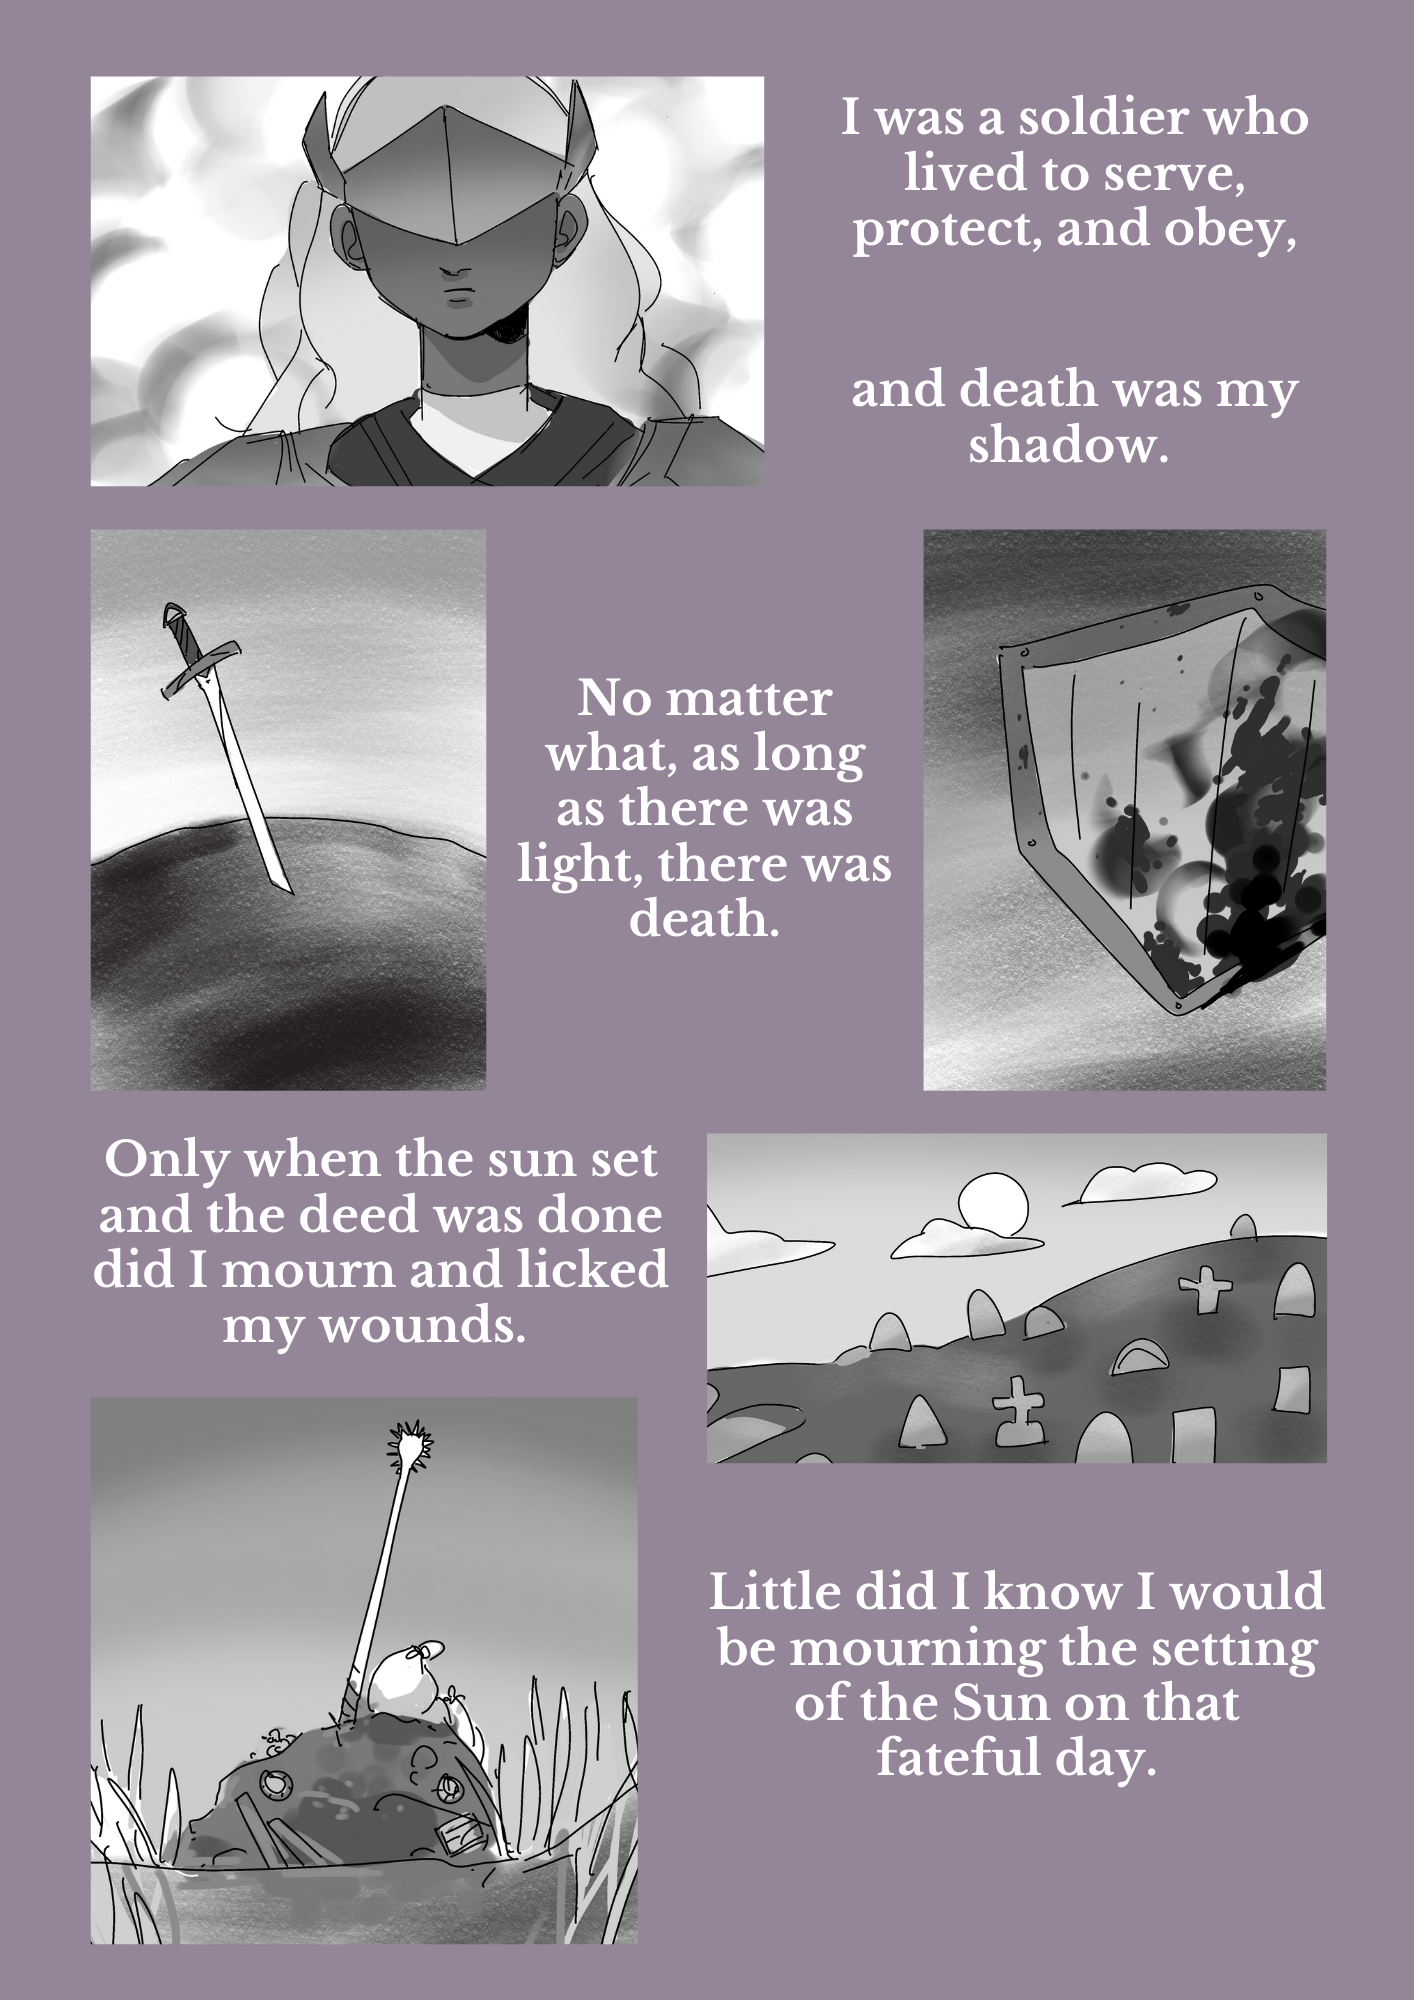 I was a soldier who
lived to serve,
protect, and obey,
and death was my
shadow.
No matter
what, as long
as there was
light, there was
death.
Only when the sun set
and the deed was done
did I mourn and licked
my wounds.
Little did I know I would
be mourning the setting
of the Sun on that
fateful day.